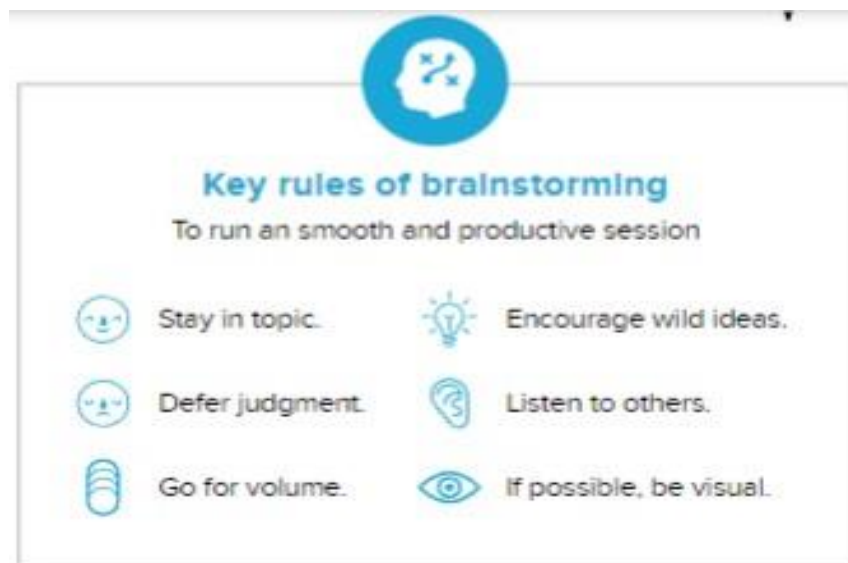 Key rules of brainstorming
To run an smooth and productive session
Stay in topic.
Encourage wild ideas.
Defer judgment.
Listen to others.
Go for volume.
If possible, be visual.